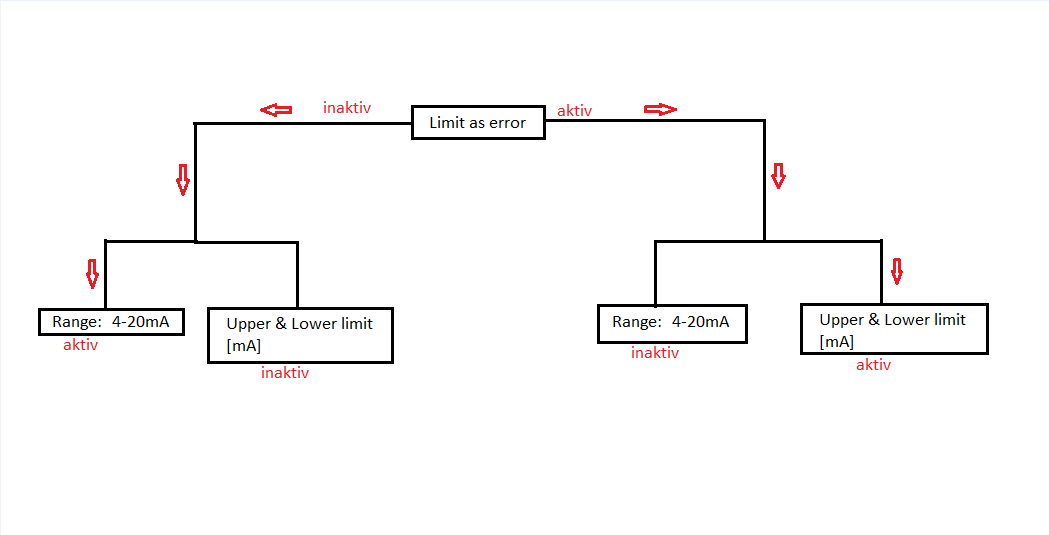 inaktiv
Limit as error
aktiv
Range: 4-20mA
aktiv
Upper & Lower limit
[mA]
inaktiv
Range: 4-20mA
inaktiv
Upper & Lower limit
[mA]
aktiv